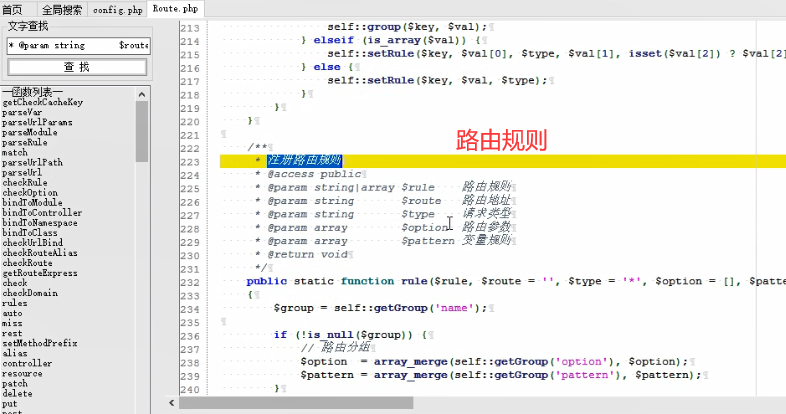 首页 全局搜索 config.php Route.php
文字查找
* @param string $route
查 找
一函数列表一
getCheckCacheKey
parseVar
parseUrlParams
parseModule
parseRule
match
parseUrlPath
parseUrl
checkRule
checkOption
bindToModule
bindToController
bindToNamespace
bindToClass
checkUrlBind
checkRouteAlias
checkRoute
getRouteExpress
check
checkDomain
rules
auto
miss
rest
setMethodPrefix
alias
controller
resource
patch
delete
put
213 self::group($key, $val);
214 } elseif (is_array($val)) {
215 self::setRule($key, $val[0], $type, $val[1], isset($val[2]) ? $val[2]
216 } else {
217 self::setRule($key, $val, $type);
218 }
219 }
220 }
221
222 /**
路由规则
223 * 注册路由规则
224 * @access public
225 * @param string|array $rule 路由规则
226 * @param string $route 路由地址
227 * @param string $type 请求类型
228 * @param array $option 路由参数
229 * @param array $pattern 变量规则
230 * @return void
231 */
232 public static function rule($rule, $route = '', $type = '*', $option = [], $patte
233 {
234 $group = self::getGroup('name');
235
236 if (!is_null($group)) {
237 // 路由分组
238 $option = array_merge(self::getGroup('option'), $option);
239 $pattern = array_merge(self::getGroup('pattern'), $pattern);
240 }